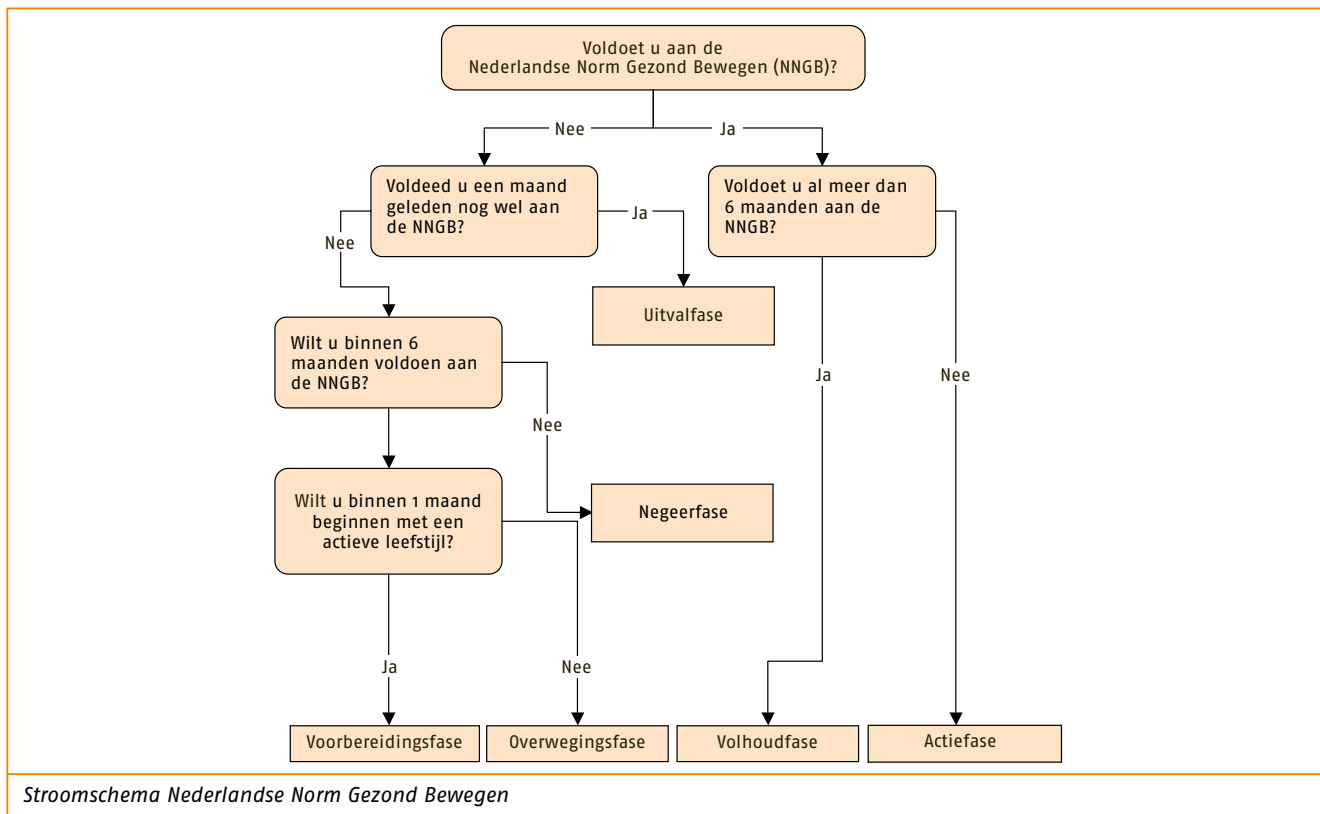 Voldoet u aan de
Nederlandse Norm Gezond Bewegen (NNGB)?
Nee
Ja
Voldeed u een maand
geleden nog wel aan
de NNGB?
Voldoet u al meer dan
6 maanden aan de
NNGB?
Ja
Nee
Uitvalfase
Wilt u binnen 6
maanden voldoen aan
de NNGB?
Ja
Nee
Nee
Wilt u binnen 1 maand
beginnen met een
actieve leefstijl?
Negeerfase
Ja
Nee
Voorbereidingsfase
Overwegingsfase
Volhoudfase
Actiefase
Stroomschema Nederlandse Norm Gezond Bewegen